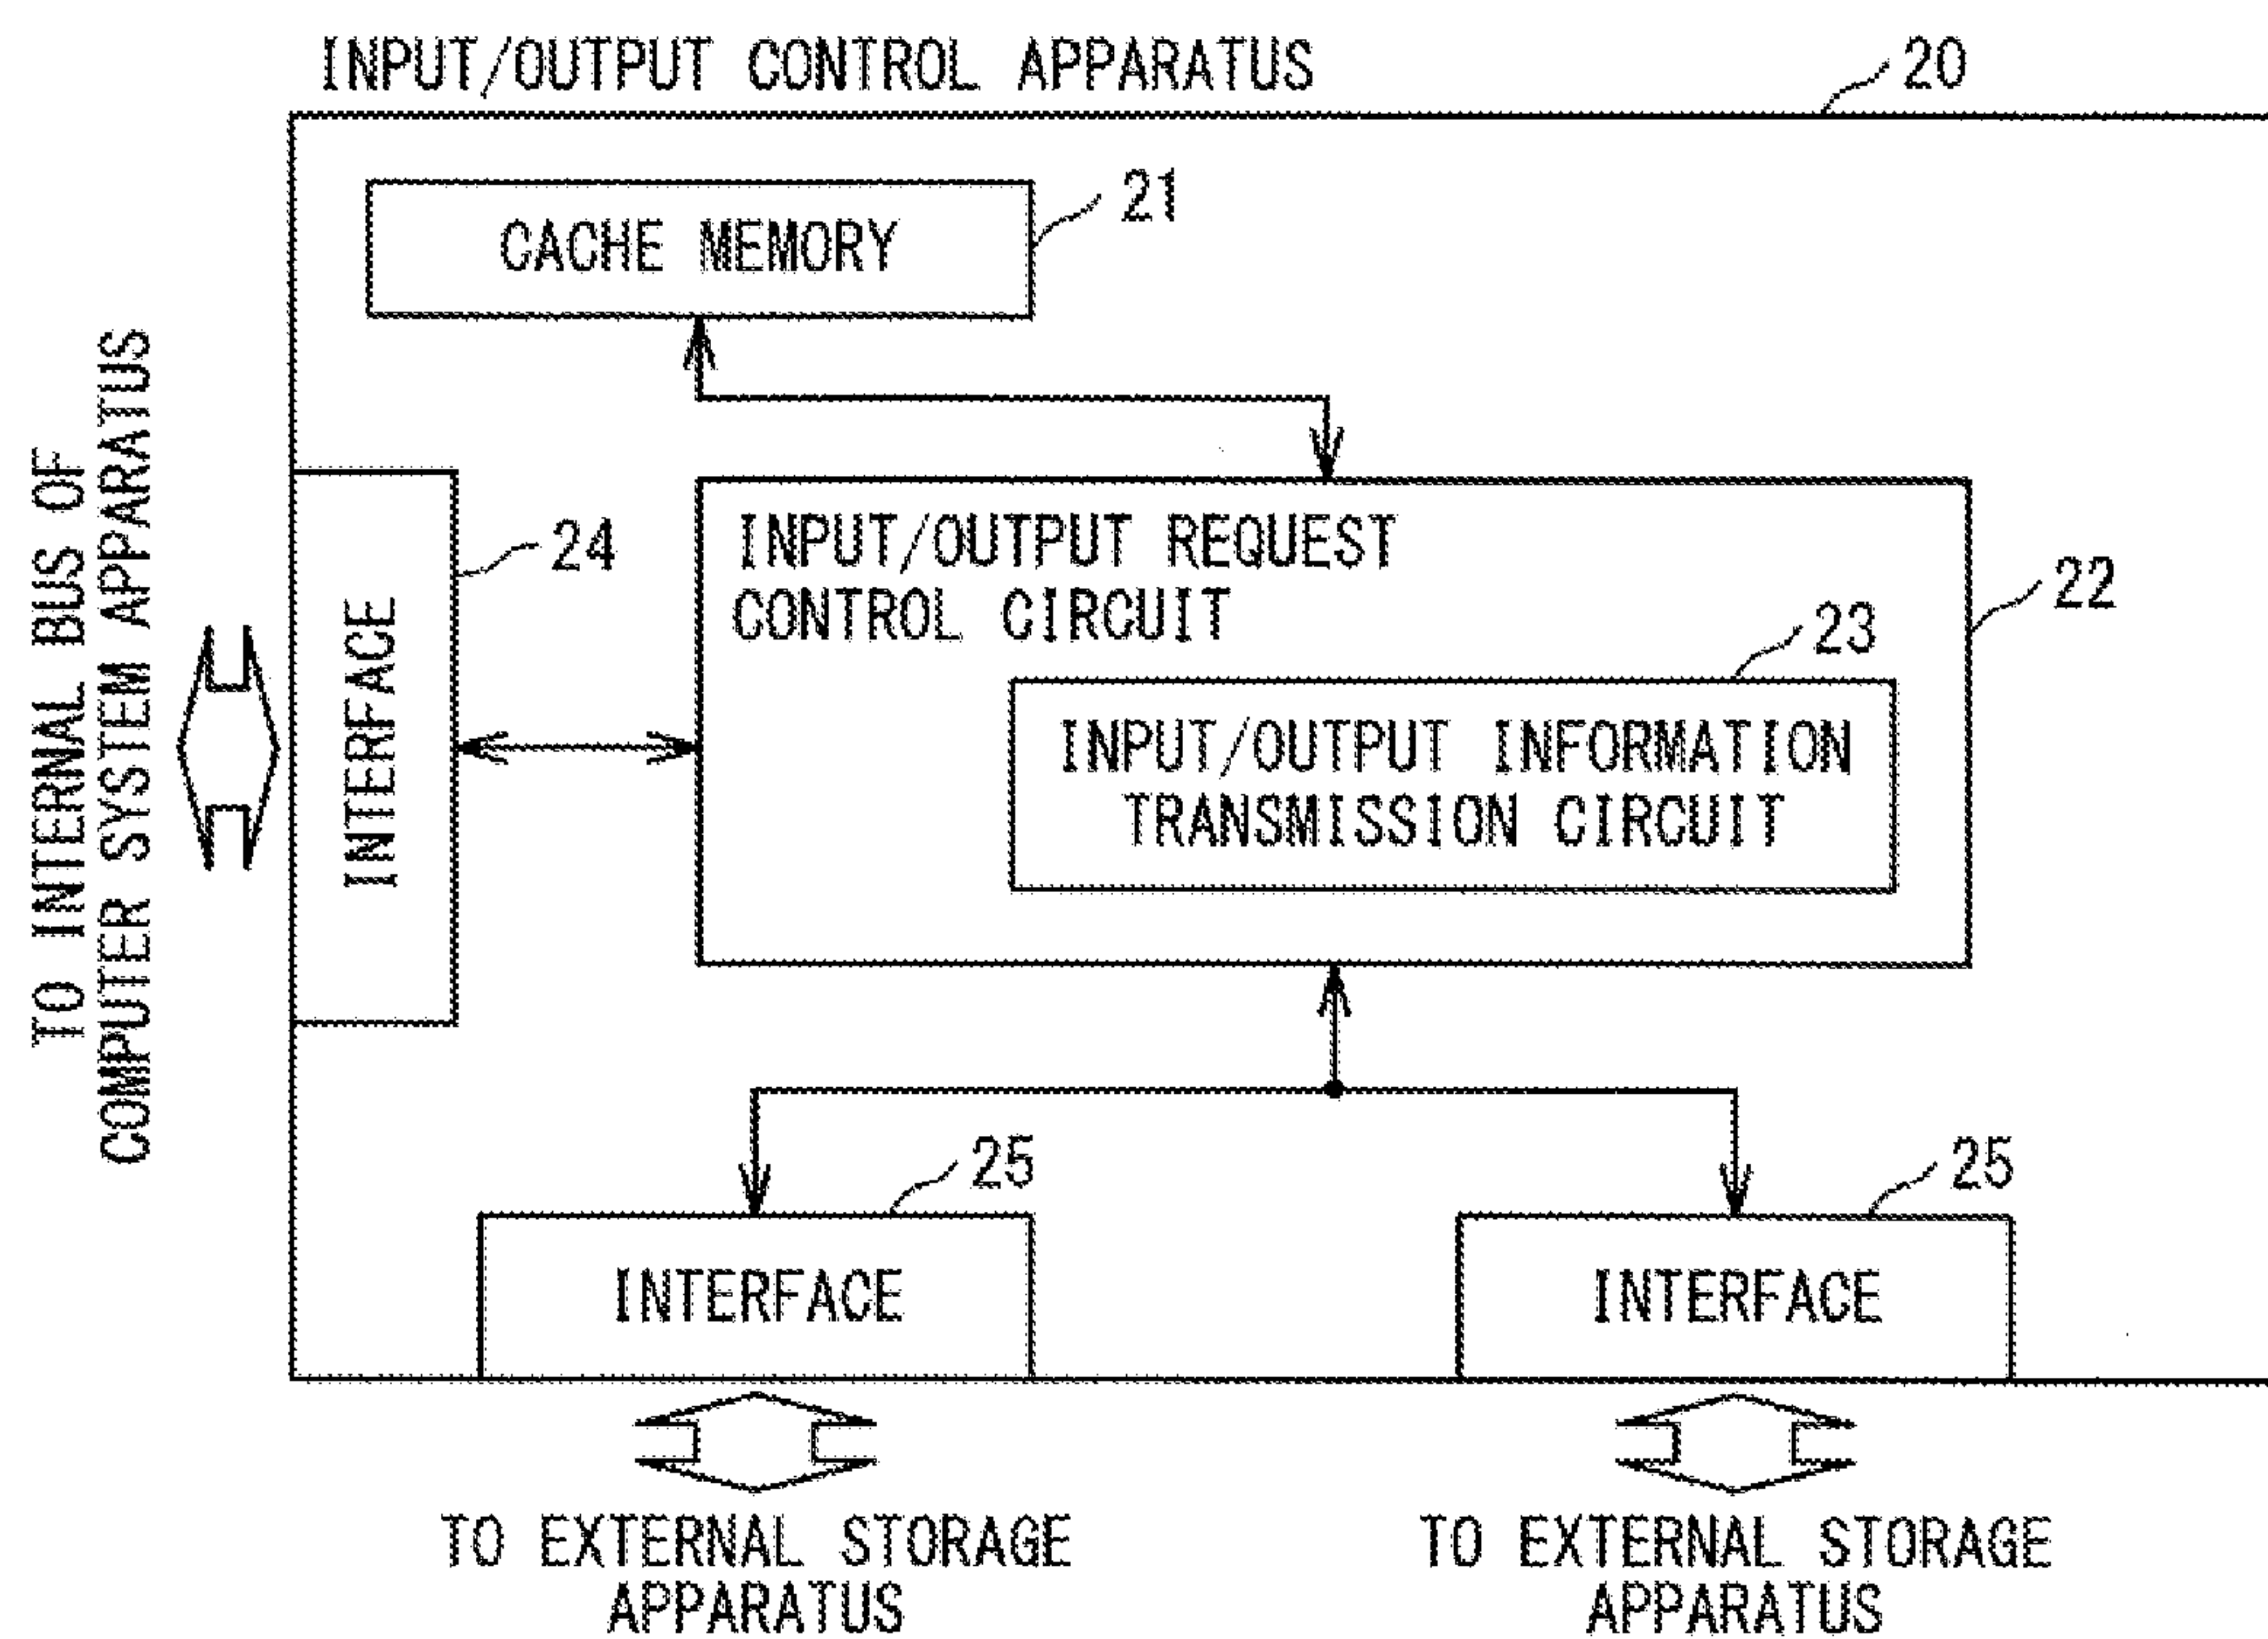 INPUT/OUTPUT CONTROL APPARATUS
20
CACHE MEMORY
21
TO INTERNAL BUS OF
COMPUTER SYSTEM APPARATUS
INTERFACE
24
INPUT/OUTPUT REQUEST
CONTROL CIRCUIT
22
23
INPUT/OUTPUT INFORMATION
TRANSMISSION CIRCUIT
25
INTERFACE
25
INTERFACE
TO EXTERNAL STORAGE
APPARATUS
TO EXTERNAL STORAGE
APPARATUS